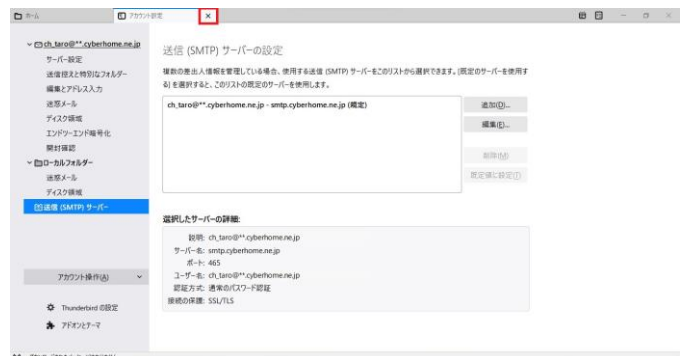 ホーム
アカウント設定
ch_taro@**.cyberhome.ne.jp
サーバー設定
送信控えと特別なフォルダー
編集とアドレス入力
迷惑メール
ディスク領域
エンドツーエンド暗号化
開封確認
ローカルフォルダー
迷惑メール
ディスク領域
送信 (SMTP) サーバー
アカウント操作(A)
Thunderbird の設定
アドオンとテーマ
送信 (SMTP) サーバーの設定
複数の差出人情報を管理している場合、使用する送信 (SMTP) サーバーをこのリストから選択できます。[既定のサーバーを使用す
る] を選択すると、このリストの既定のサーバーを使用します。
ch_taro@**.cyberhome.ne.jp - smtp.cyberhome.ne.jp (既定)
追加(D)...
編集(E)...
削除(M)
既定値に設定(T)
選択したサーバーの詳細:
説明: ch_taro@**.cyberhome.ne.jp
サーバー名: smtp.cyberhome.ne.jp
ポート: 465
ユーザー名: ch_taro@**.cyberhome.ne.jp
認証方式: 通常のパスワード認証
接続の保護: SSL/TLS